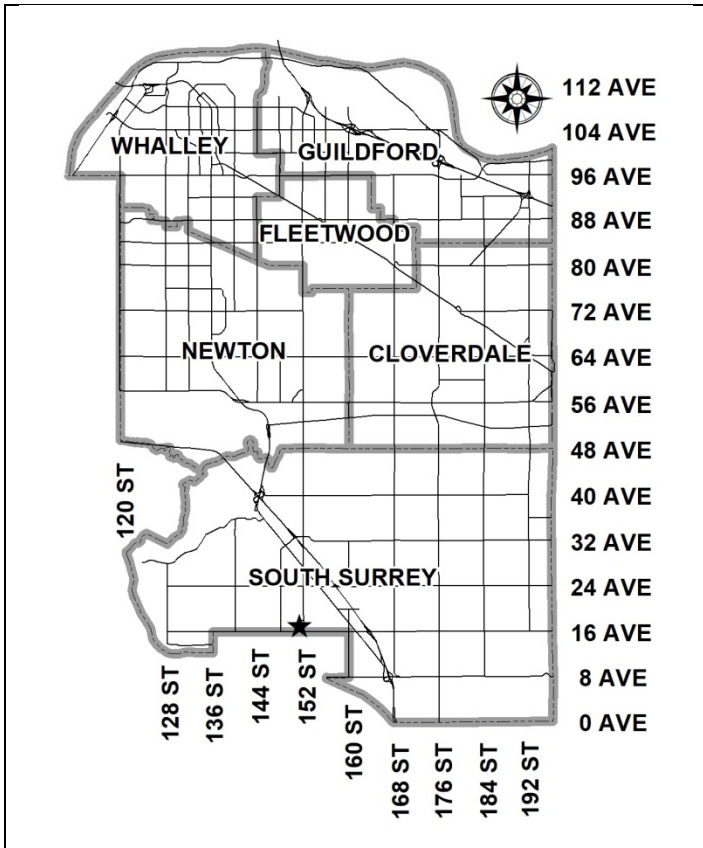 112 AVE
104 AVE
WHALLEY
GUILDFORD
96 AVE
88 AVE
FLEETWOOD
80 AVE
72 AVE
NEWTON
CLOVERDALE
64 AVE
56 AVE
48 AVE
120 ST
40 AVE
32 AVE
SOUTH SURREY
24 AVE
16 AVE
128 ST
136 ST
144 ST
152 ST
160 ST
8 AVE
0 AVE
168 ST
176 ST
184 ST
192 ST